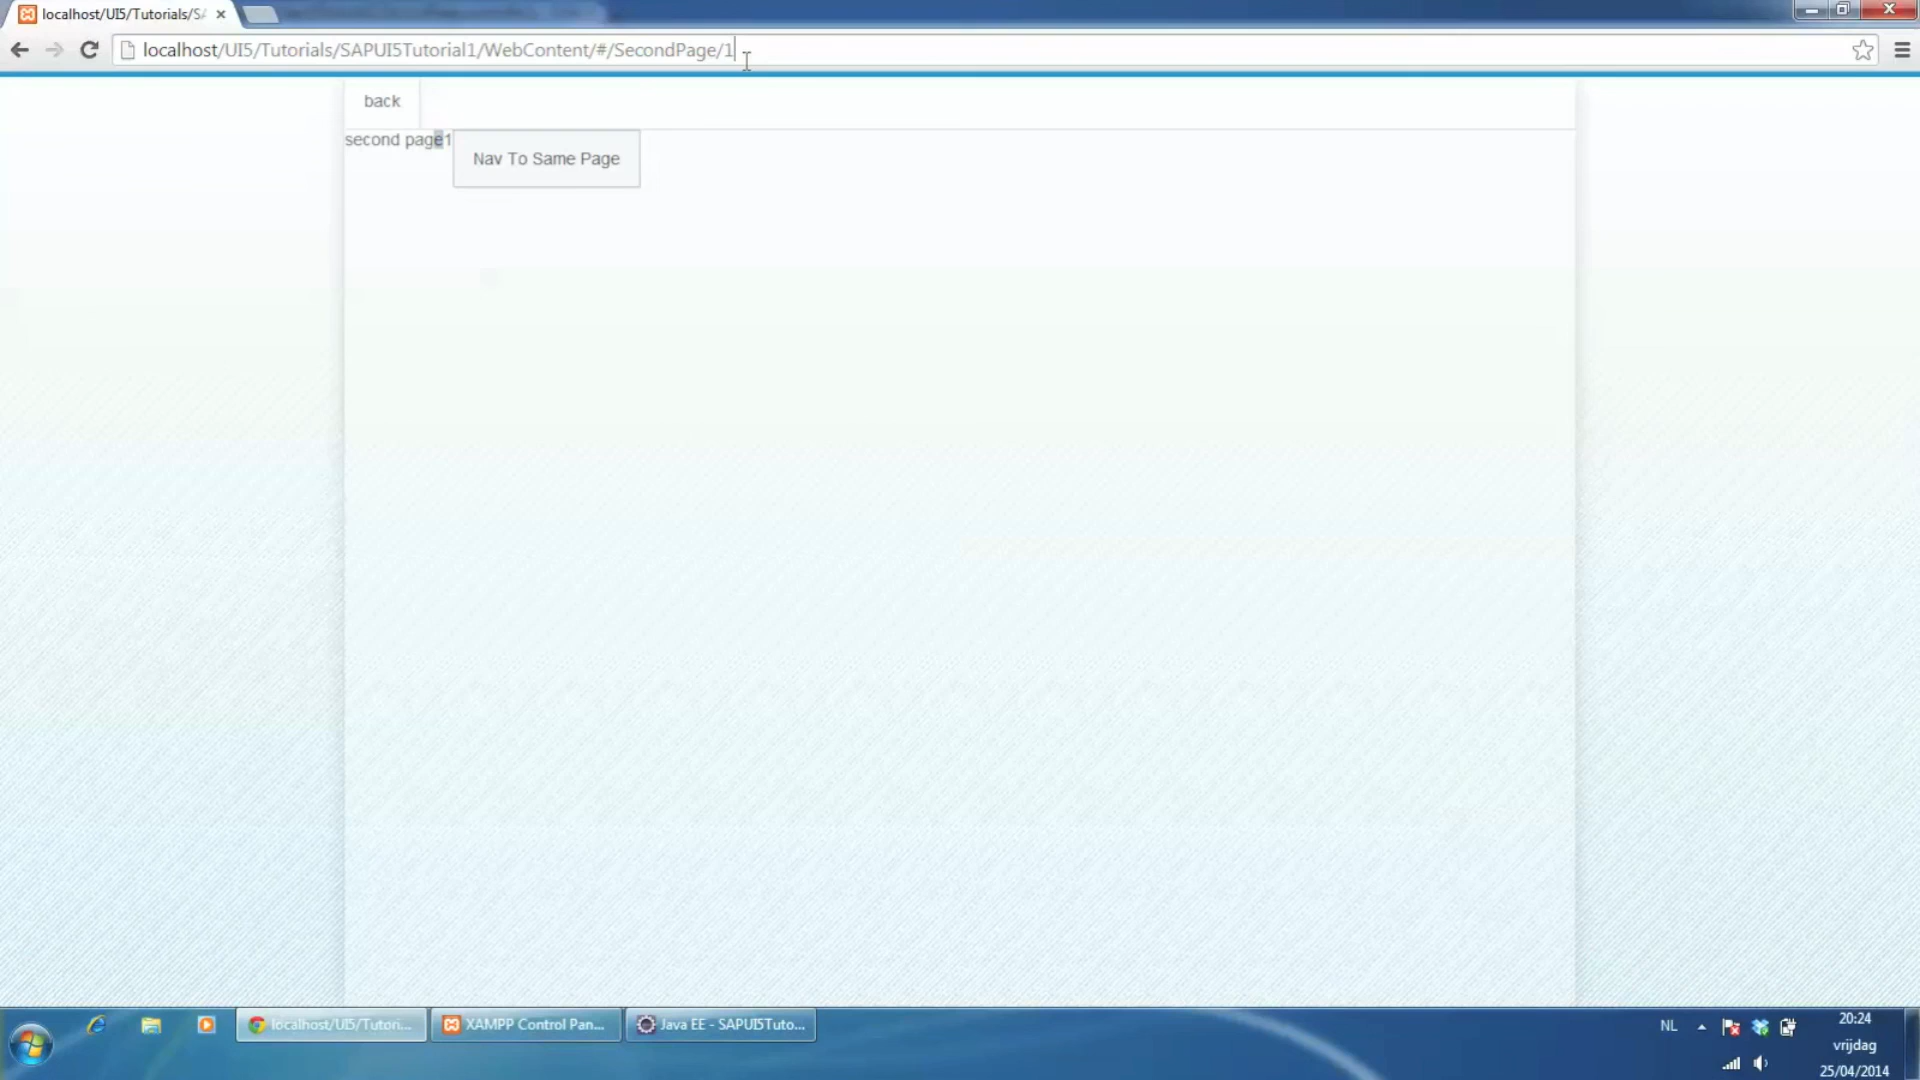 localhost/UI5/Tutorials/SA
localhost/UI5/Tutorials/SAPUI5Tutorial1/WebContent/#/SecondPage/1
back
second page1
Nav To Same Page
localhost/UI5/Tutori...
XAMPP Control Pan...
Java EE - SAPUI5Tuto...
NL
20:24
vrijdag
25/04/2014